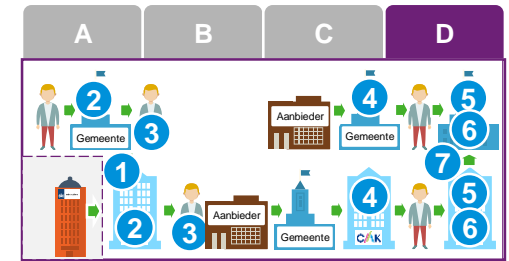 A B C D
2 4 5
Aanbieder
Gemeente 3 Gemeente 6
1 7
4 5
2 3 Aanbieder Gemeente CAK 6